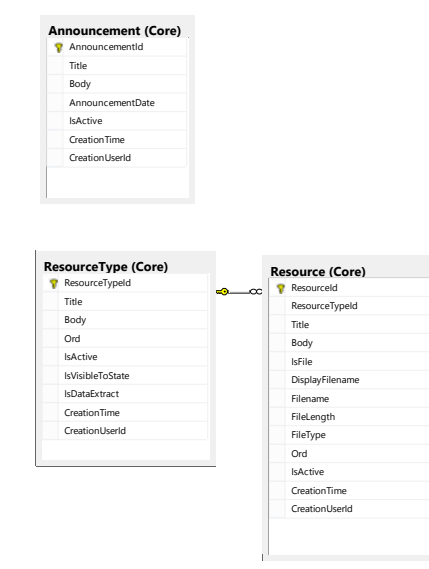 Announcement (Core)
AnnouncementId
Title
Body
AnnouncementDate
IsActive
CreationTime
CreationUserId
ResourceType (Core)
ResourceTypeId
Title
Body
Ord
IsActive
IsVisibleToState
IsDataExtract
CreationTime
CreationUserId
Resource (Core)
ResourceId
ResourceTypeId
Title
Body
IsFile
DisplayFilename
Filename
FileLength
FileType
Ord
IsActive
CreationTime
CreationUserId